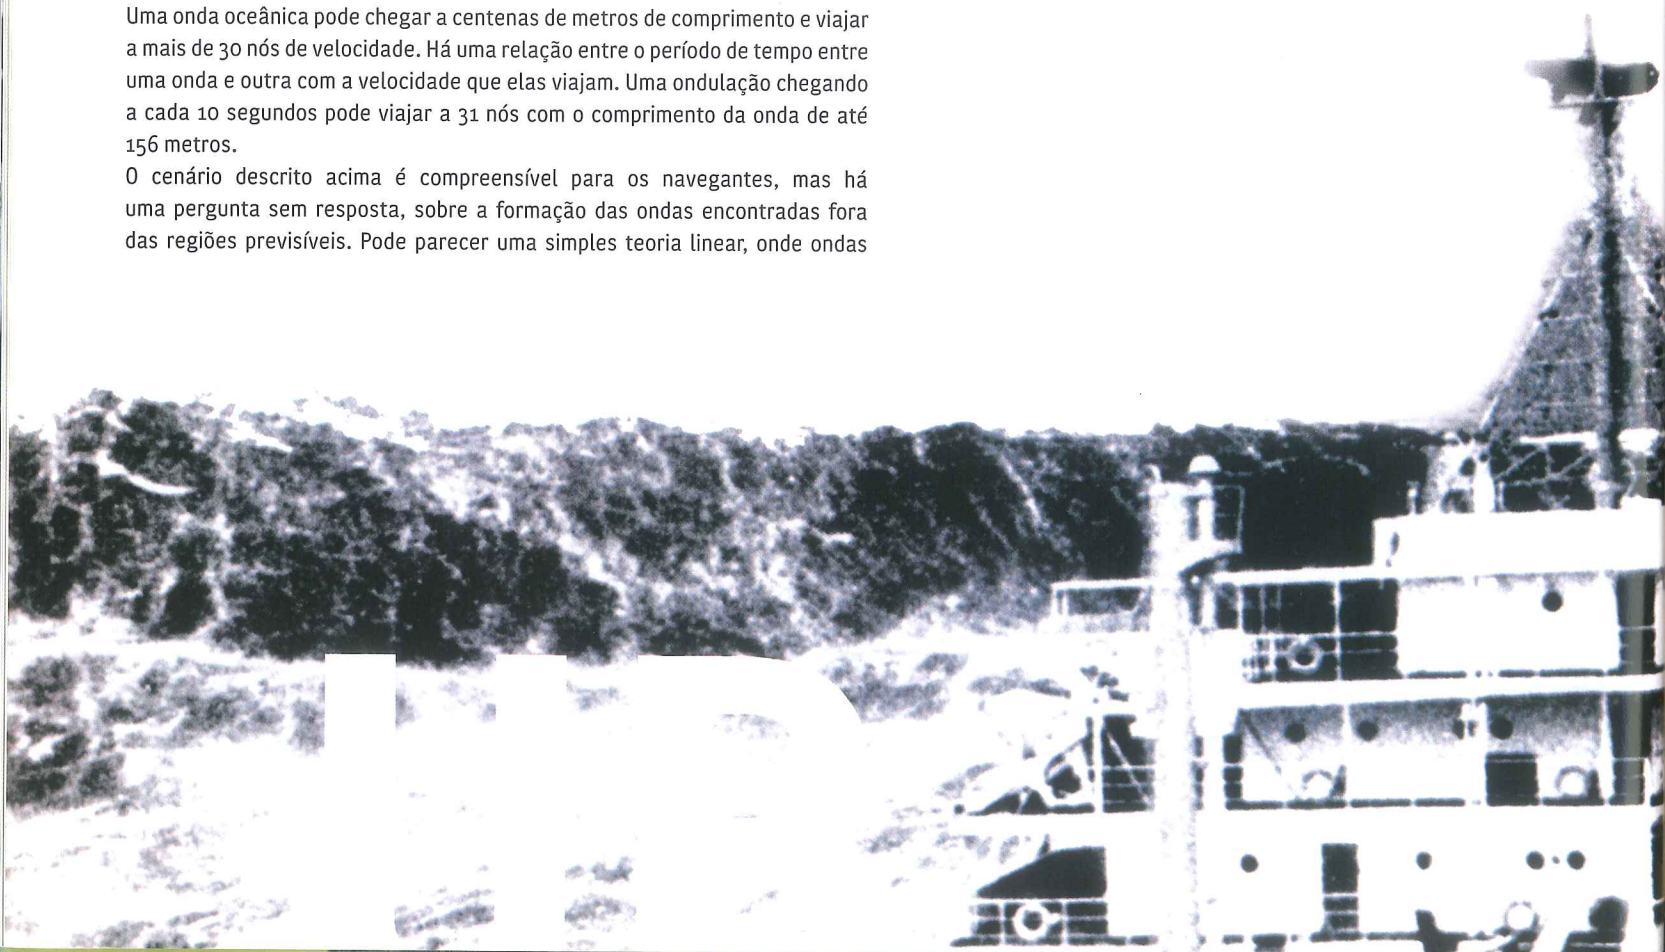 Uma onda oceânica pode chegar a centenas de metros de comprimento e viajar
a mais de 30 nós de velocidade. Há uma relação entre o período de tempo entre
uma onda e outra com a velocidade que elas viajam. Uma ondulação chegando
a cada 10 segundos pode viajar a 31 nós com o comprimento da onda de até
156 metros.
O cenário descrito acima é compreensível para os navegantes, mas há
uma pergunta sem resposta, sobre a formação das ondas encontradas fora
das regiões previsíveis. Pode parecer uma simples teoria linear, onde ondas